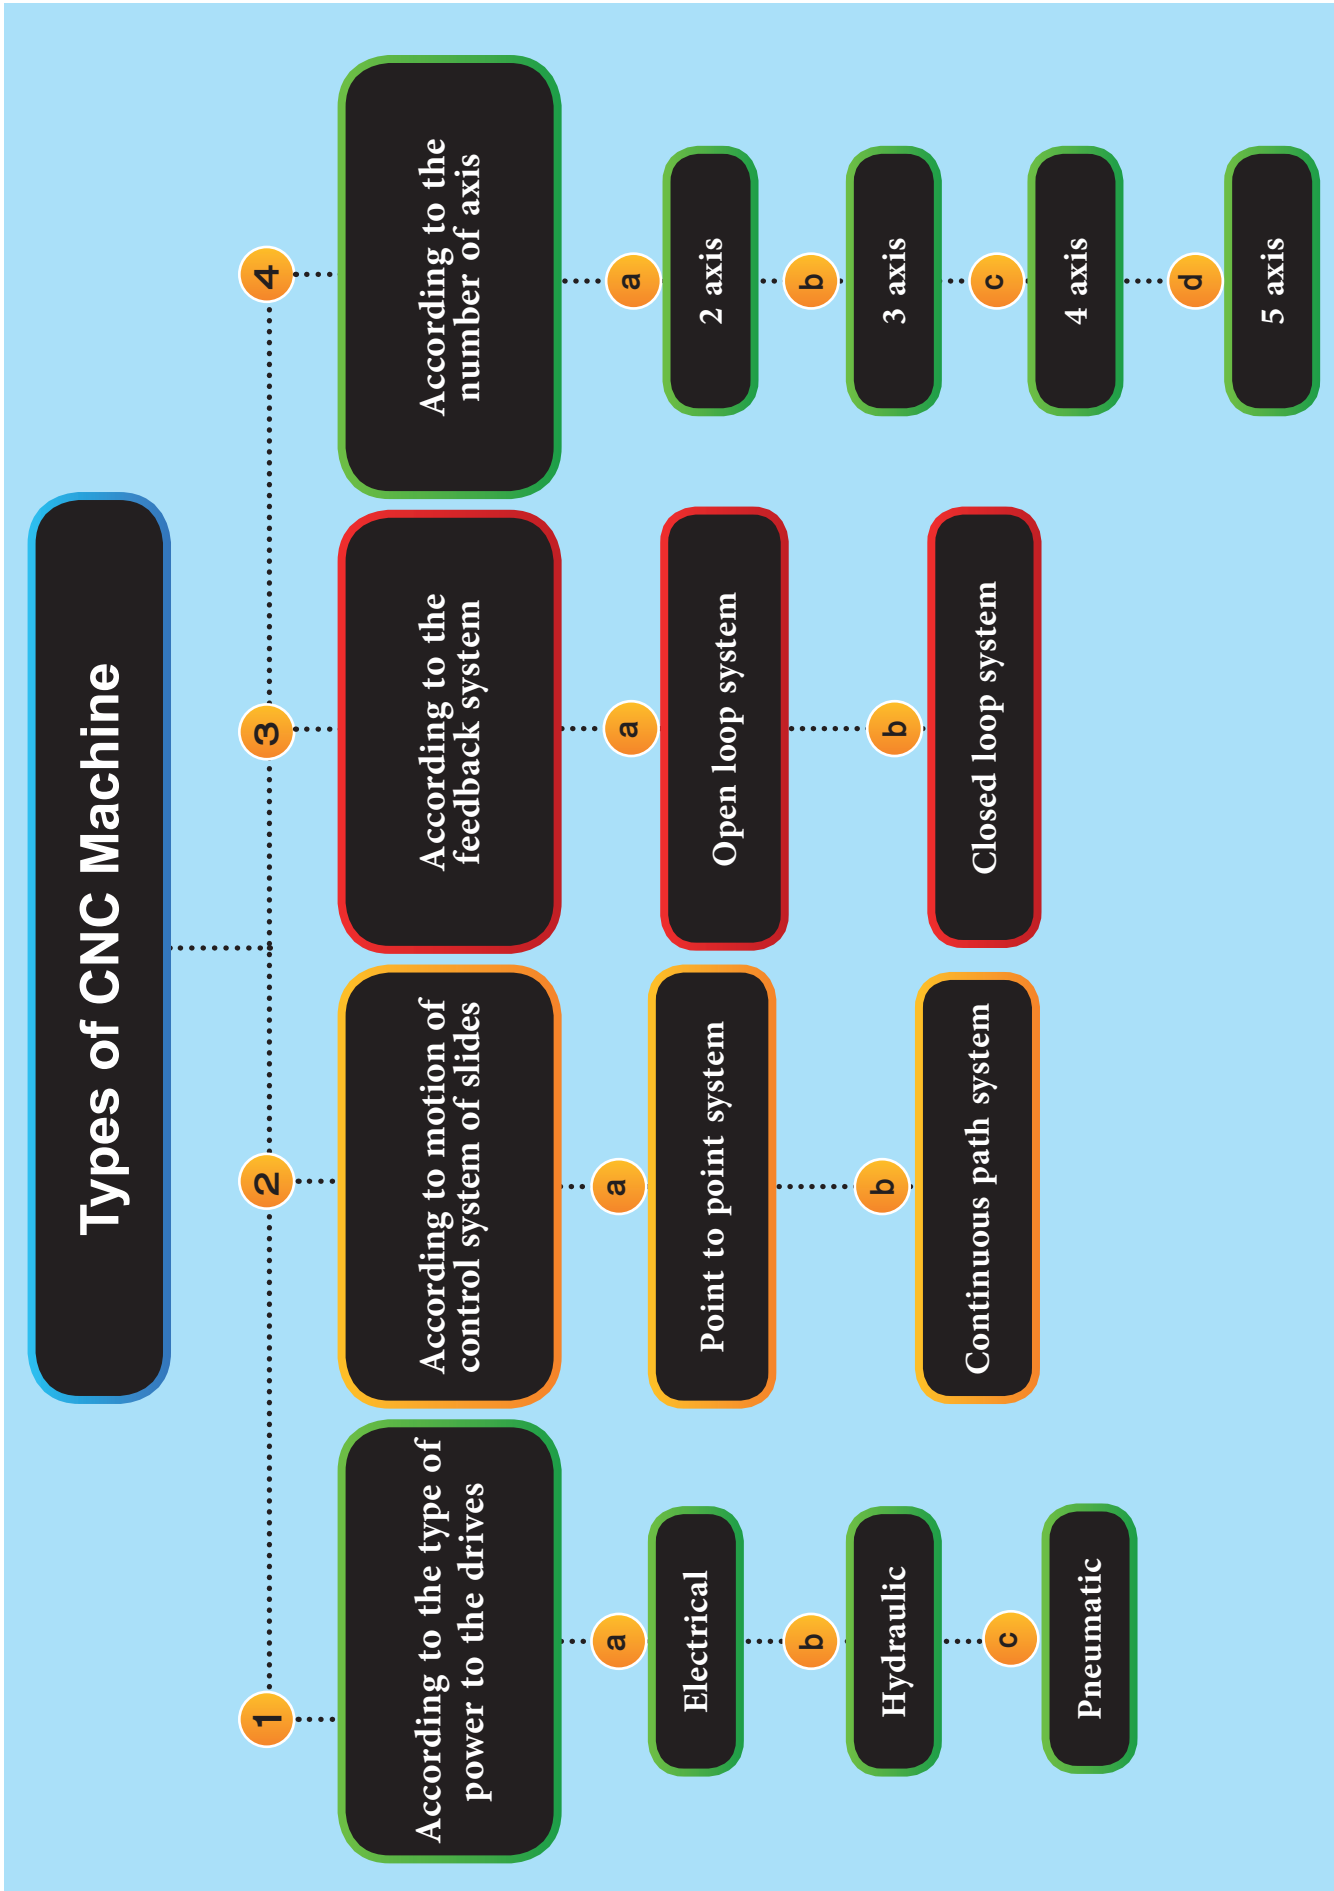 Types of CNC Machine
1
According to the type of
power to the drives
a
Electrical
b
Hydraulic
c
Pneumatic
2
According to motion of
control system of slides
a
Point to point system
b
Continuous path system
3
According to the
feedback system
a
Open loop system
b
Closed loop system
4
According to the
number of axis
a
2 axis
b
3 axis
c
4 axis
d
5 axis